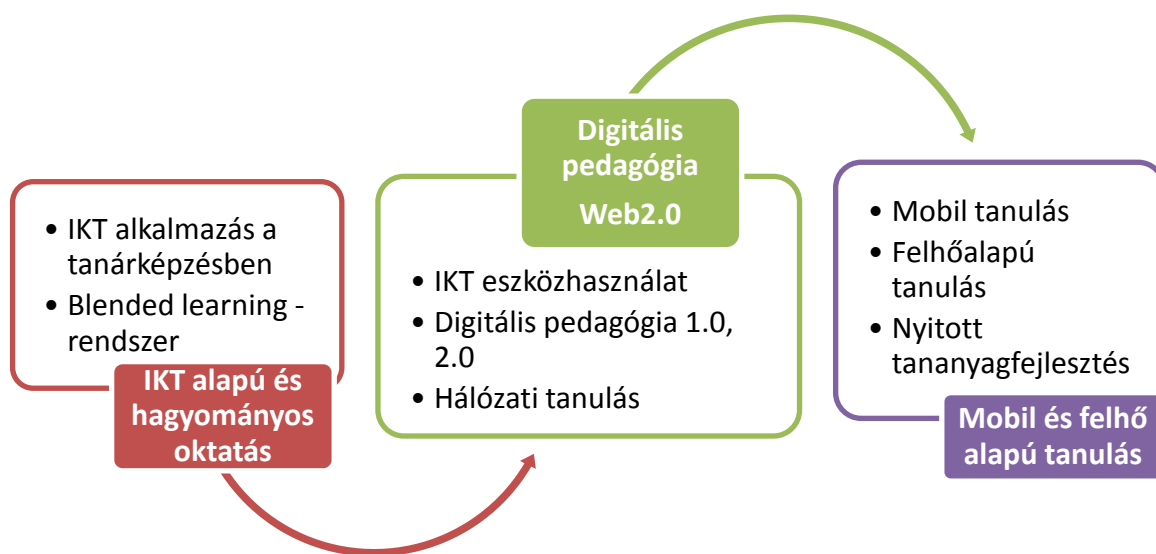 • IKT alkalmazás a
tanárképzésben
• Blended learning -
rendszer
IKT alapú és
hagyományos
oktatás
Digitális
pedagógia
Web2.0
• IKT eszközhasználat
• Digitális pedagógia 1.0,
2.0
• Hálózati tanulás
• Mobil tanulás
• Felhőalapú
tanulás
• Nyitott
tananyagfejlesztés
Mobil és felhő
alapú tanulás